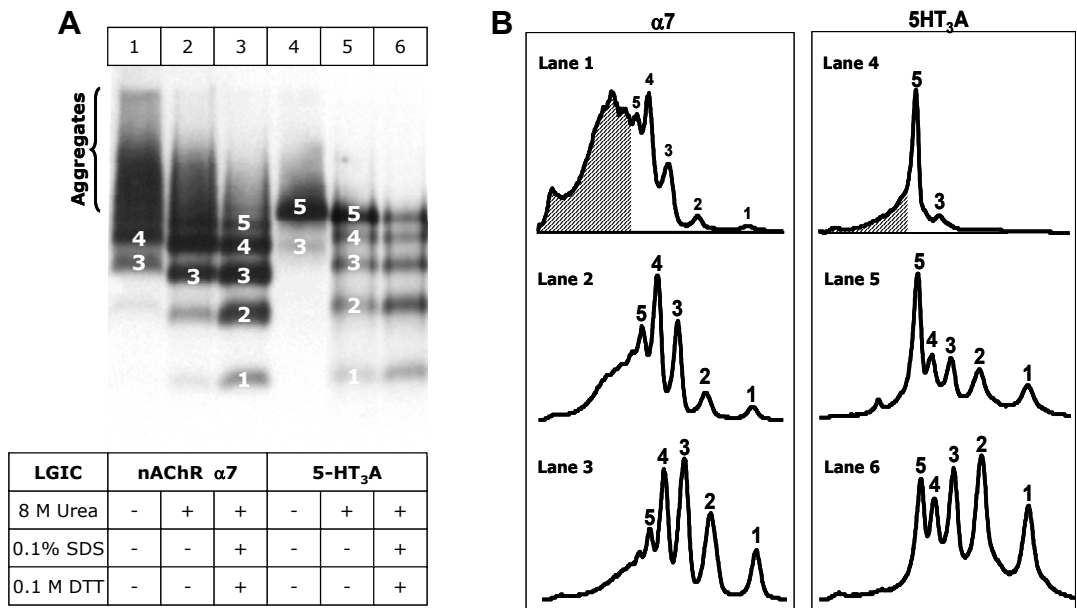 A
1 2 3 4 5 6
Aggregates
5 5
5
4 4 4
3
3 3 3 3
2 2
1 1
LGIC nAChR α7 5-HT₃A
8 M Urea - + + - + +
0.1% SDS - - + - - +
0.1 M DTT - - + - - +
B
α7 5HT₃A
Lane 1
5 4 3 2 1
Lane 4
5 3
Lane 2
5 4 3 2 1
Lane 5
5 4 3 2 1
Lane 3
5 4 3 2 1
Lane 6
5 4 3 2 1